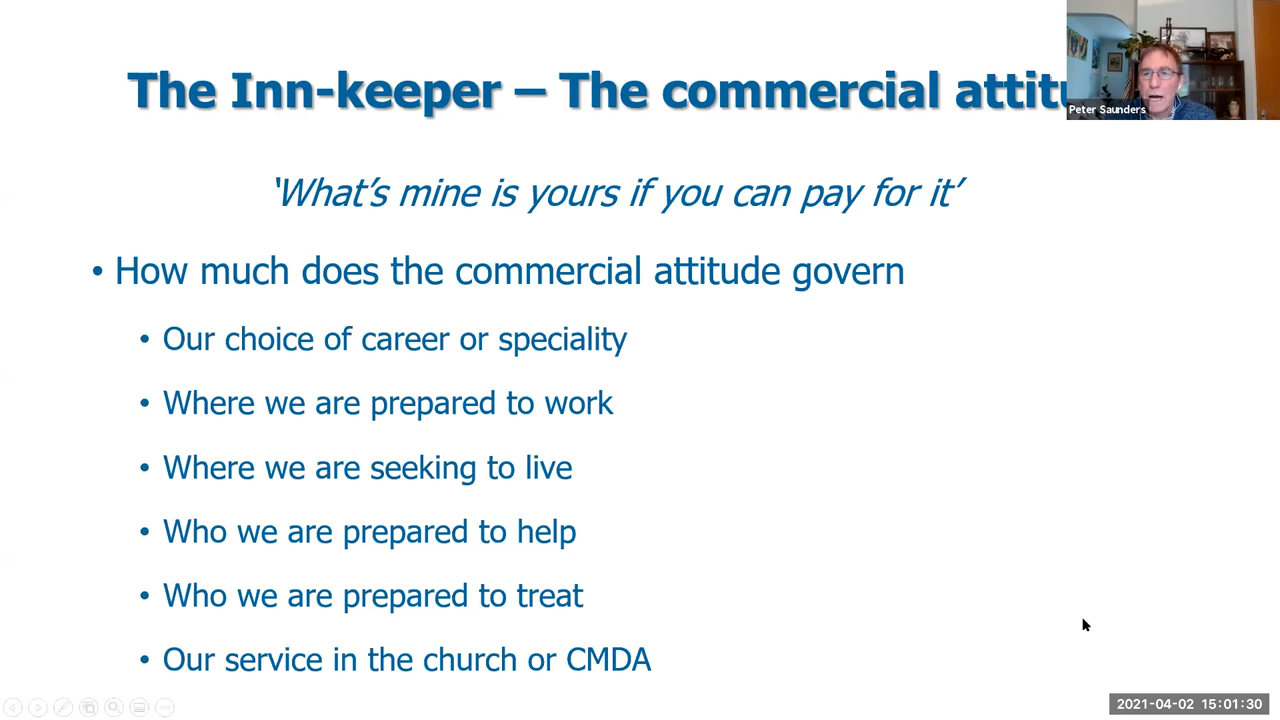 The Inn-keeper – The commercial
Peter Saunders
‘What’s mine is yours if you can pay for it’
• How much does the commercial attitude govern
• Our choice of career or speciality
• Where we are prepared to work
• Where we are seeking to live
• Who we are prepared to help
• Who we are prepared to treat
• Our service in the church or CMDA
2021-04-02 15:01:30